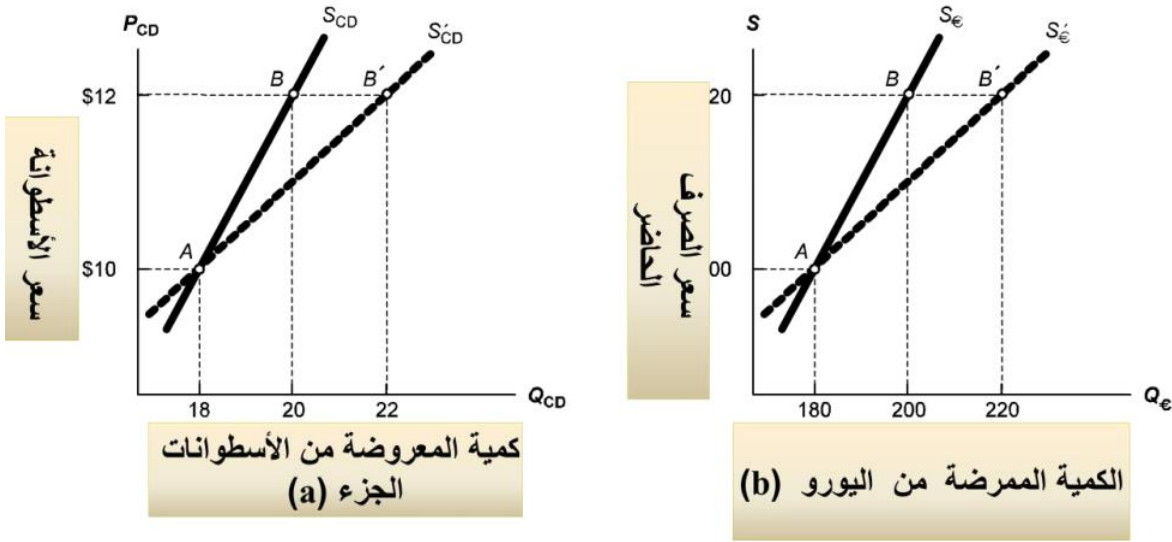 P_CD
S_CD
S'_CD
B
B´
$12
A
$10
18
20
22
Q_CD
سعر الأسطوانة
كمية المعروضة من الأسطوانات
الجزء (a)
S
S_€
S'_€
B
B´
20
A
00
180
200
220
Q_€
سعر الصرف
الحاضر
الكمية الممرضة من اليورو (b)